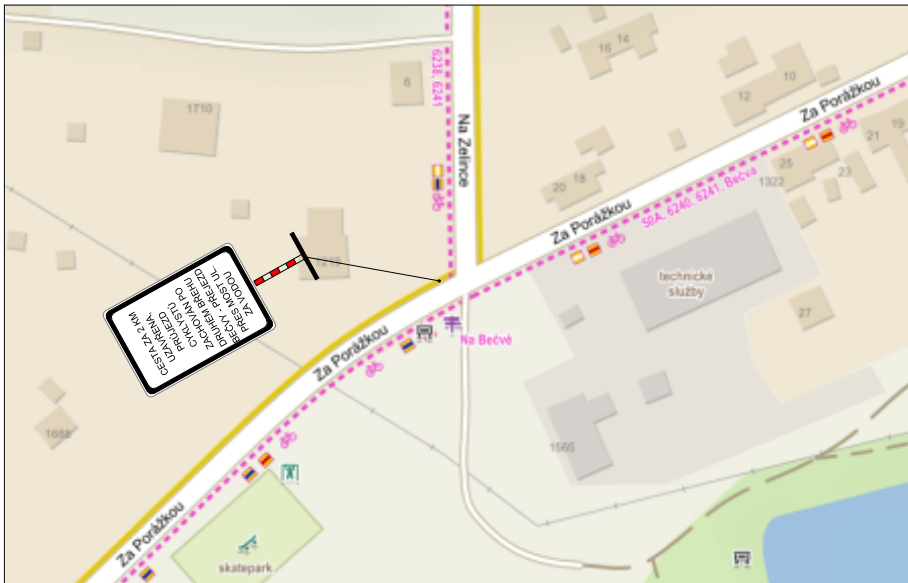 6
14
16
10
12
1710
6238, 6241
Na Zelince
Za Porážkou
21
19
25
23
1322
20
18
50A, 6240, 6241, Bečva
Za Porážkou
technické
služby
27
CESTA ZA 2 KM
UZAVŘENA,
PRŮJEZD
CYKLYSTŮ
ZACHOVÁN PO
DRUHÉM BŘEHU
BEČVY - PŘEJEZD
PŘES MOST UL.
ZA VODOU.
Na Bečvě
Za Porážkou
1688
1565
Za Porážkou
skatepark